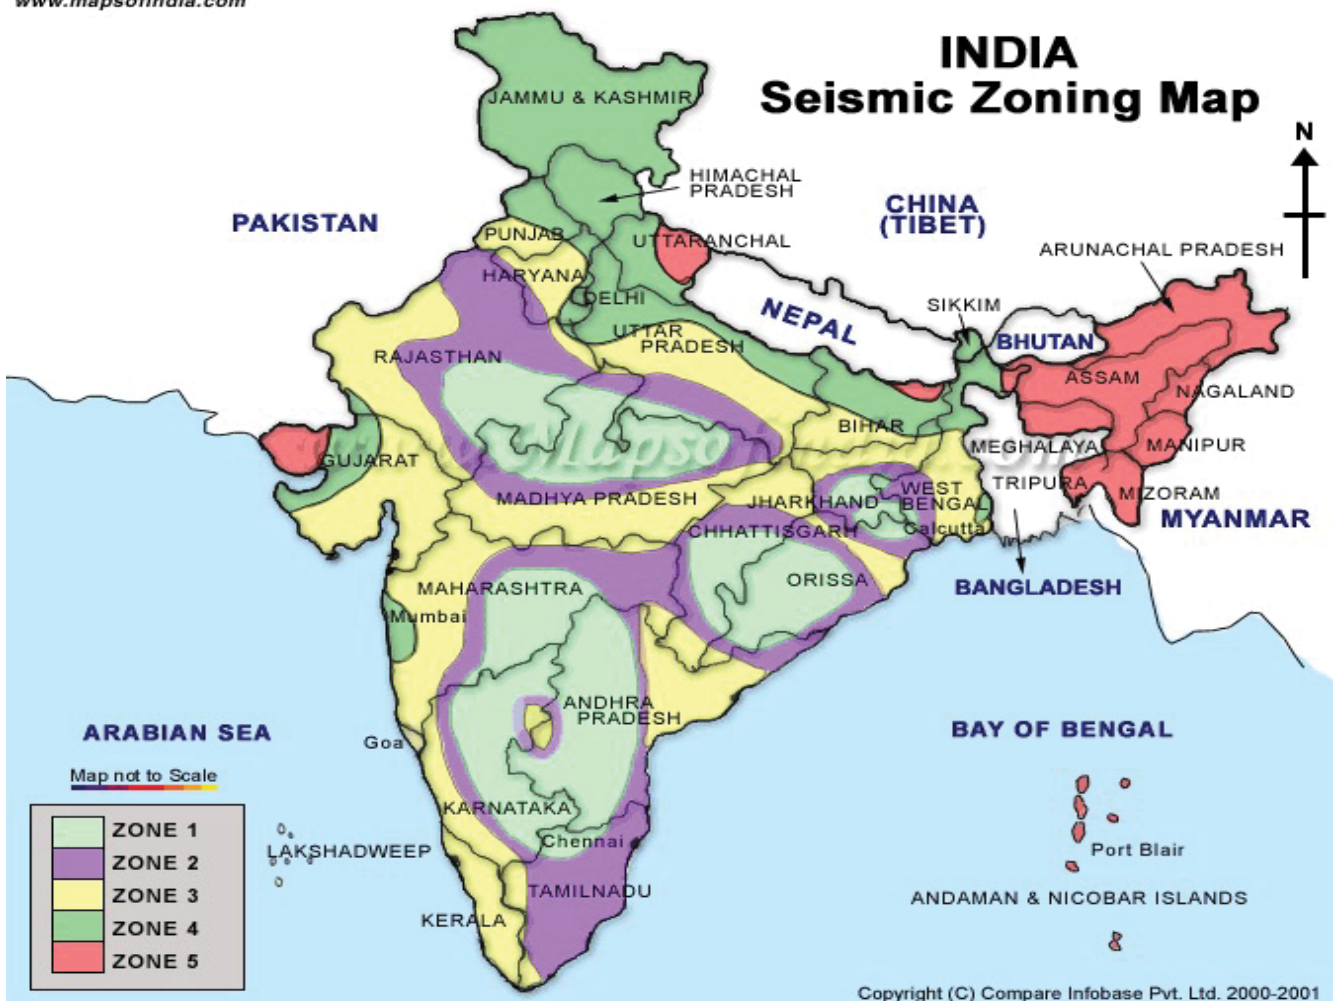 www.mapsofindia.com
INDIA
Seismic Zoning Map
N
JAMMU & KASHMIR
HIMACHAL
PRADESH
PAKISTAN
CHINA
(TIBET)
PUNJAB
UTTARANCHAL
ARUNACHAL PRADESH
HARYANA
DELHI
NEPAL
SIKKIM
UTTAR
PRADESH
BHUTAN
RAJASTHAN
ASSAM
NAGALAND
BIHAR
MEGHALAYA
MANIPUR
GUJARAT
TRIPURA
MIZORAM
MADHYA PRADESH
JHARKHAND
WEST
BENGAL
Calcutta
MYANMAR
CHHATTISGARH
MAHARASHTRA
ORISSA
BANGLADESH
Mumbai
ANDHRA
PRADESH
ARABIAN SEA
Goa
BAY OF BENGAL
Map not to Scale
KARNATAKA
Chennai
LAKSHADWEEP
Port Blair
TAMILNADU
ANDAMAN & NICOBAR ISLANDS
KERALA
ZONE 1
ZONE 2
ZONE 3
ZONE 4
ZONE 5
Copyright (C) Compare Infobase Pvt. Ltd. 2000-2001